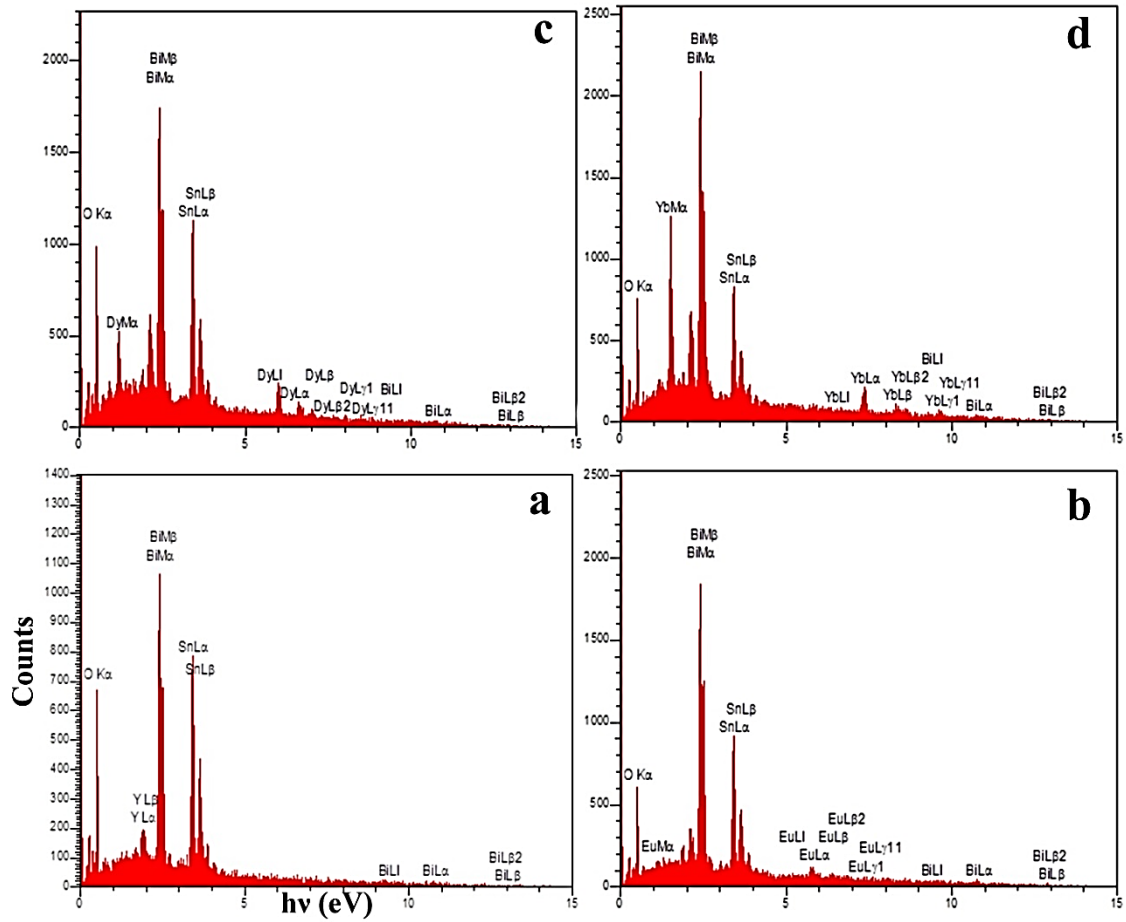 c
2000
1500
1000
500
0
BiMβ
BiMα
O Kα
DyMα
SnLβ
SnLα
DyLl
DyLα
DyLβ
DyLβ2
DyLγ1
DyLγ11
BiLl
BiLα
BiLβ2
BiLβ
0 5 10 15
d
2500
2000
1500
1000
500
0
BiMβ
BiMα
YbMα
O Kα
SnLβ
SnLα
YbLl
YbLα
BiLl
YbLβ2
YbLβ
YbLγ11
YbLγ1
BiLα
BiLβ2
BiLβ
0 5 10 15
a
1400
1300
1200
1100
1000
900
800
700
600
500
400
300
200
100
0
BiMβ
BiMα
O Kα
Y Lβ
Y Lα
SnLα
SnLβ
BiLl
BiLα
BiLβ2
BiLβ
0 5 10 15
Counts
hν (eV)
b
2500
2000
1500
1000
500
0
BiMβ
BiMα
O Kα
EuMα
SnLβ
SnLα
EuLl
EuLα
EuLβ2
EuLβ
EuLγ11
EuLγ1
BiLl
BiLα
BiLβ2
BiLβ
0 5 10 15